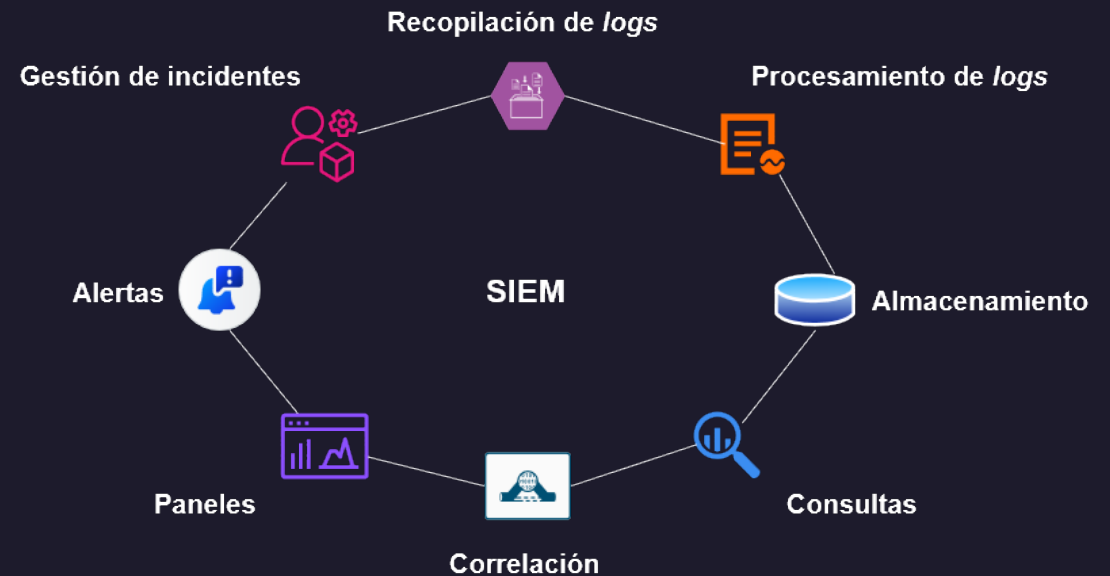 Recopilación de logs
Gestión de incidentes
Procesamiento de logs
Alertas
SIEM
Almacenamiento
Paneles
Consultas
Correlación